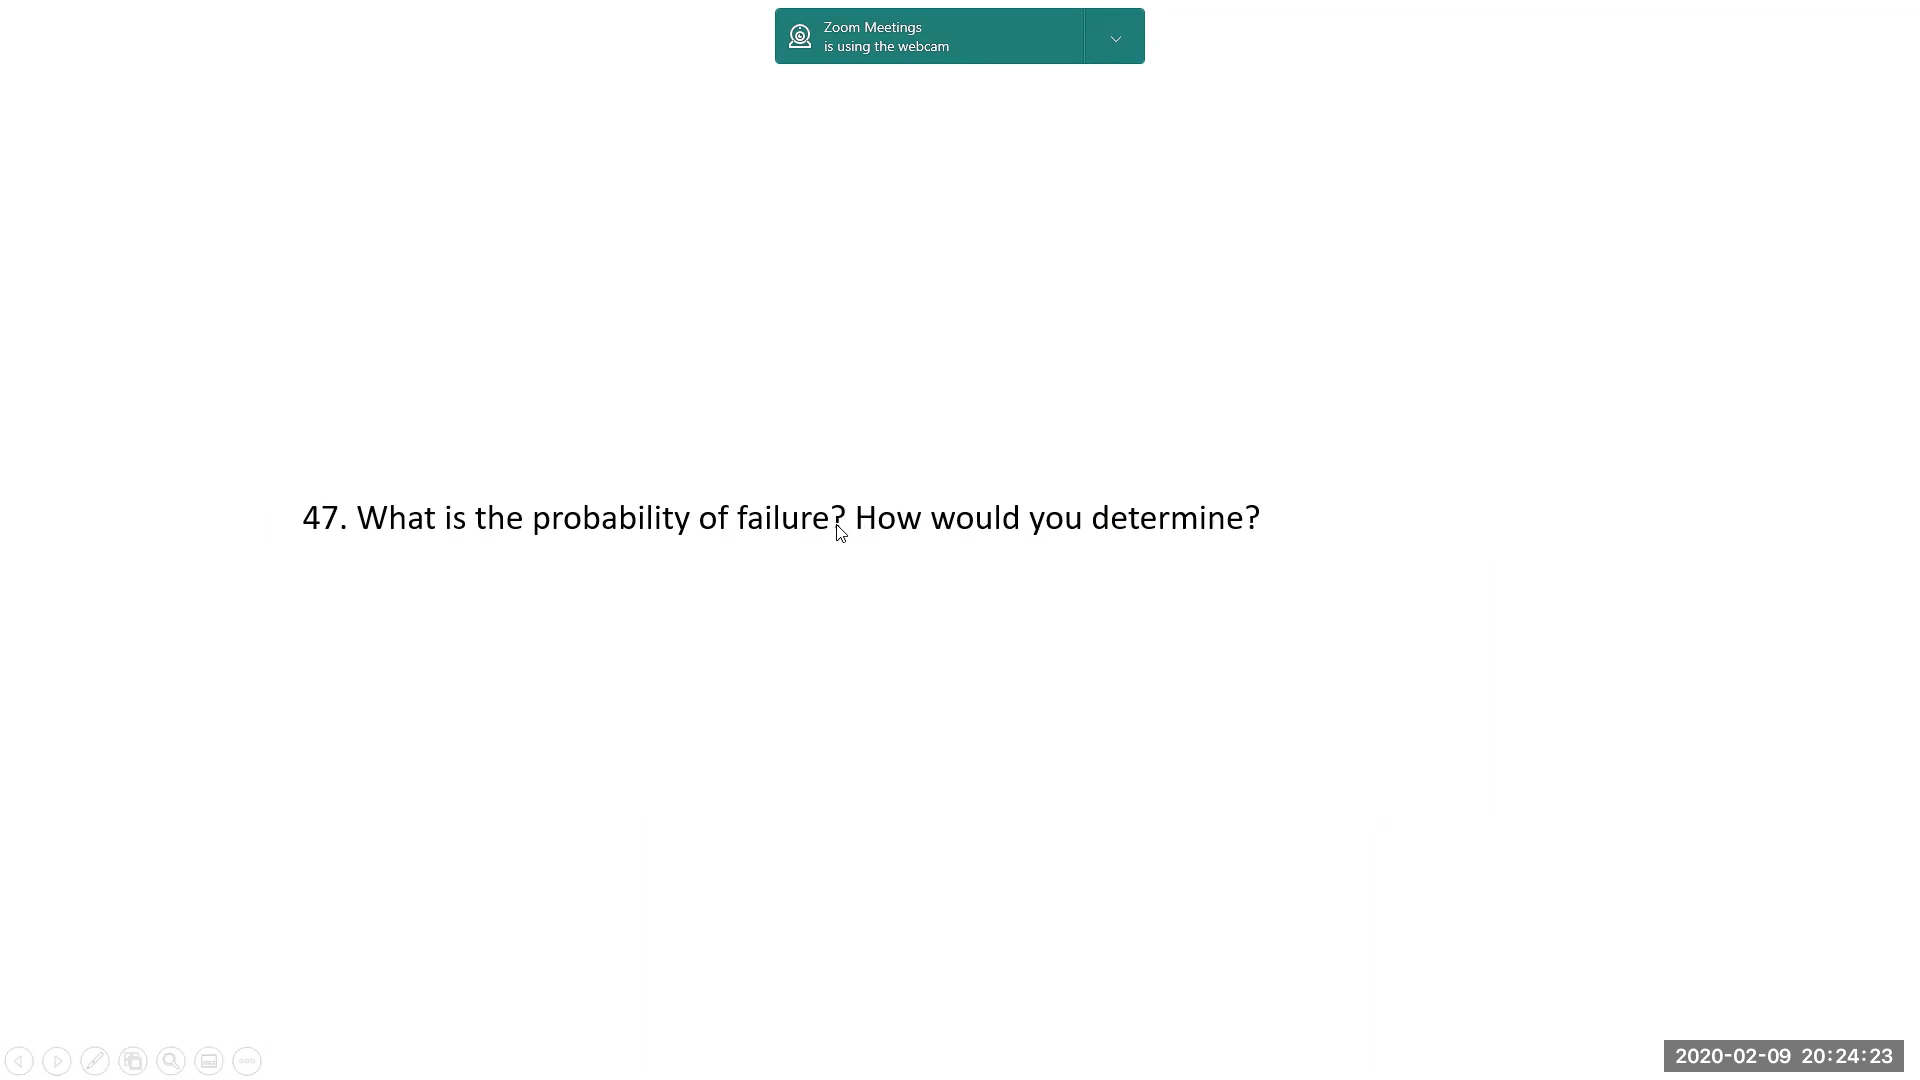 Zoom Meetings
is using the webcam
47. What is the probability of failure? How would you determine?
2020-02-09 20:24:23